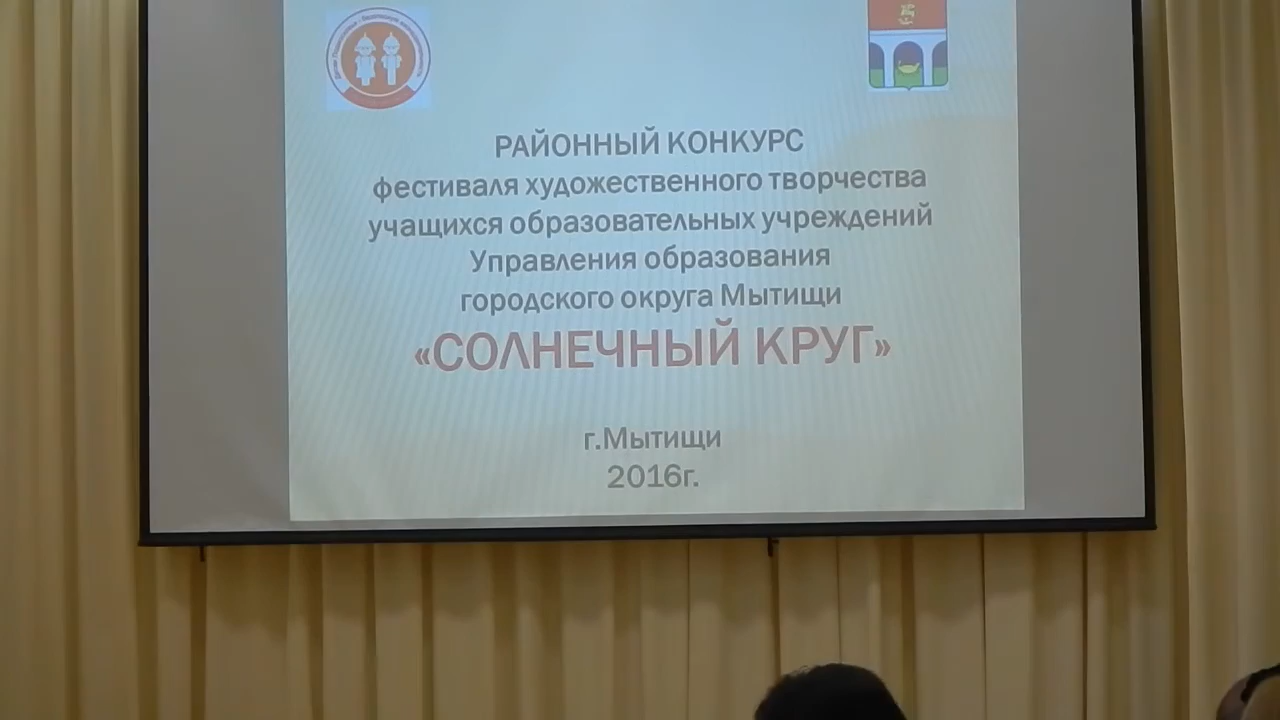 РАЙОННЫЙ КОНКУРС
фестиваля художественного творчества
учащихся образовательных учреждений
Управления образования
городского округа Мытищи
«СОЛНЕЧНЫЙ КРУГ»
г.Мытищи
2016г.